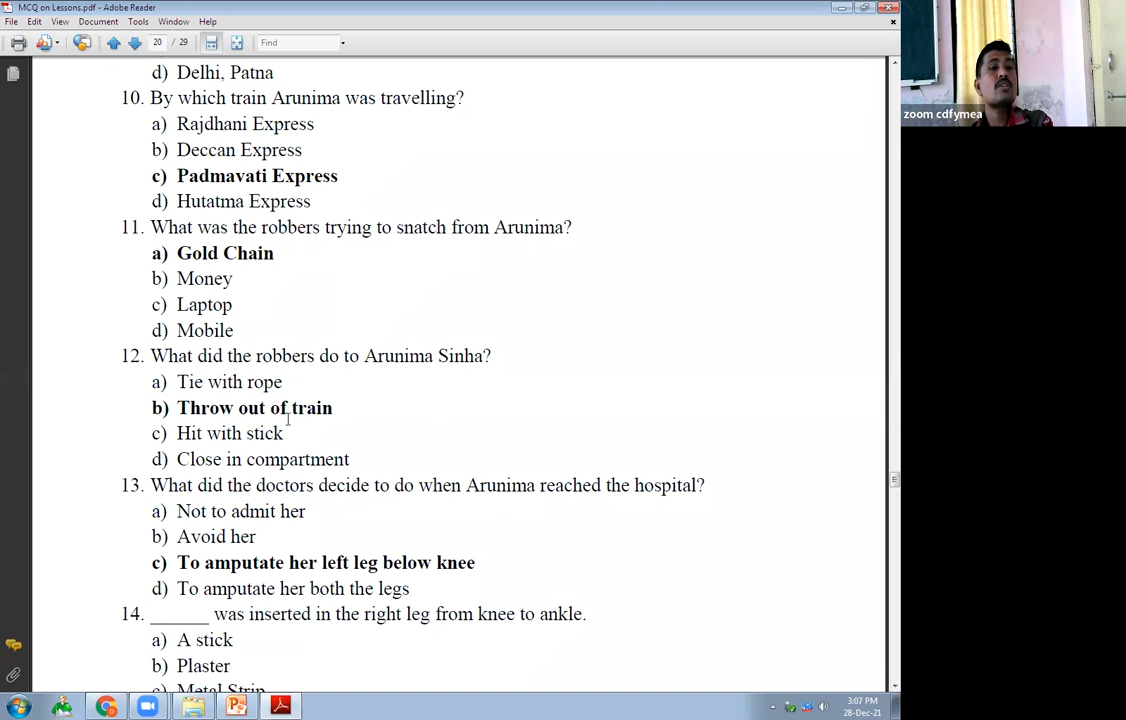 MCQ on Lessons.pdf - Adobe Reader
File Edit View Document Tools Window Help
20 / 29 Find
d) Delhi, Patna
10. By which train Arunima was travelling?
a) Rajdhani Express
b) Deccan Express
c) Padmavati Express
d) Hutatma Express
11. What was the robbers trying to snatch from Arunima?
a) Gold Chain
b) Money
c) Laptop
d) Mobile
12. What did the robbers do to Arunima Sinha?
a) Tie with rope
b) Throw out of train
c) Hit with stick
d) Close in compartment
13. What did the doctors decide to do when Arunima reached the hospital?
a) Not to admit her
b) Avoid her
c) To amputate her left leg below knee
d) To amputate her both the legs
14. ______ was inserted in the right leg from knee to ankle.
a) A stick
b) Plaster
c) Metal Strip
zoom cdfymea
3:07 PM
28-Dec-21